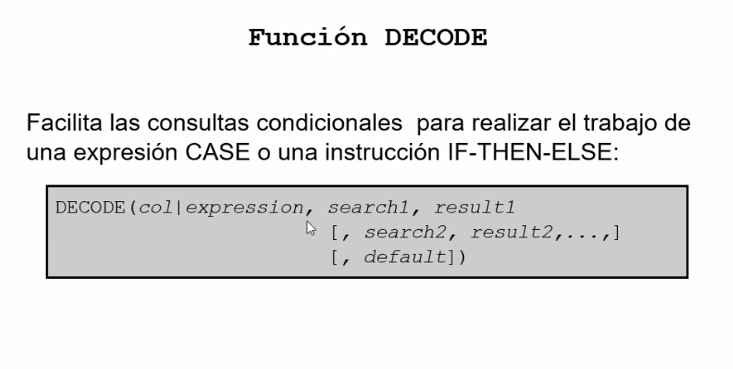 Función DECODE
Facilita las consultas condicionales para realizar el trabajo de
una expresión CASE o una instrucción IF-THEN-ELSE:
DECODE(col|expression, search1, result1
[, search2, result2,...,]
[, default])